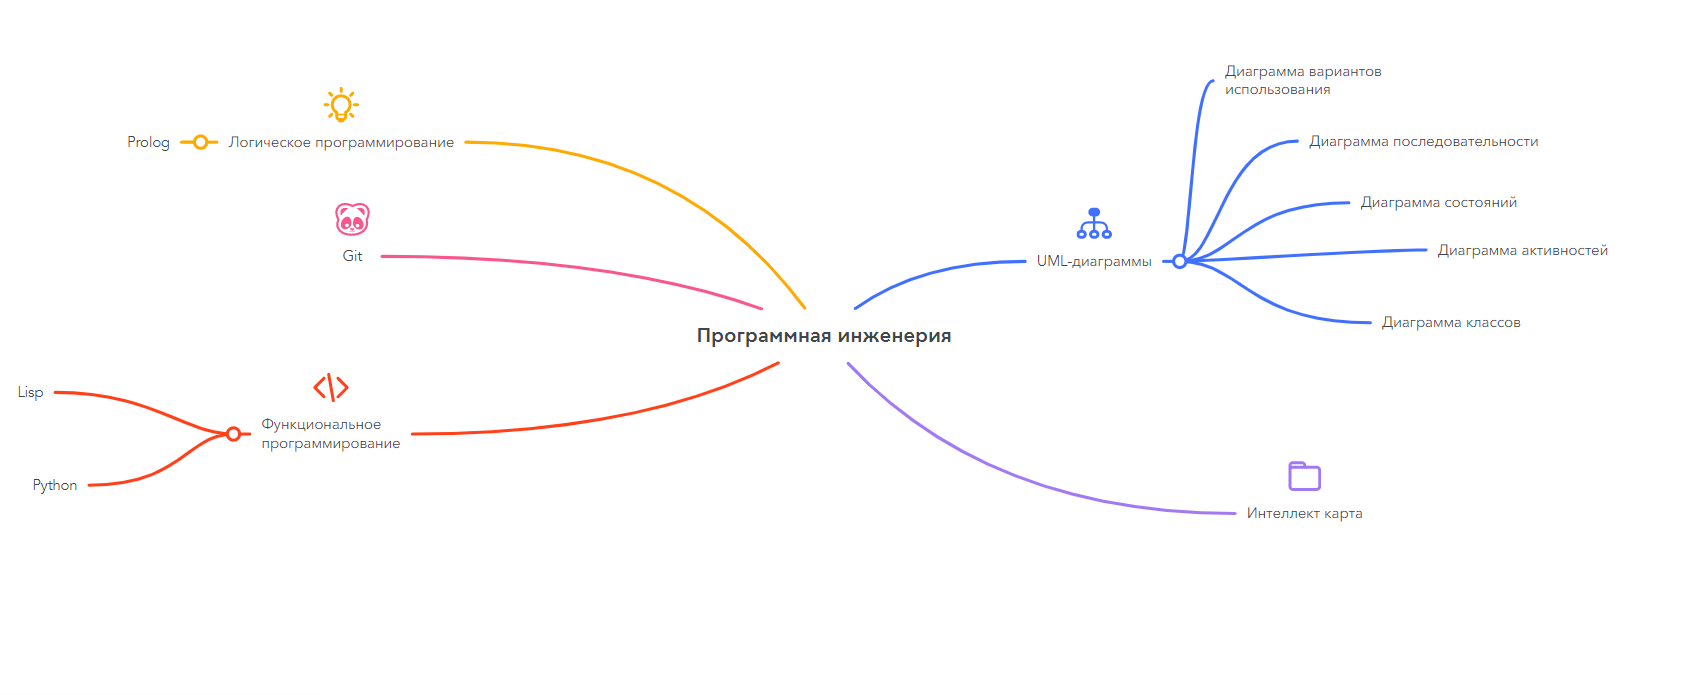 Диаграмма вариантов
использования
Prolog
Логическое программирование
Диаграмма последовательности
Диаграмма состояний
Git
UML-диаграммы
Диаграмма активностей
Программная инженерия
Диаграмма классов
Lisp
Функциональное
программирование
Python
Интеллект карта